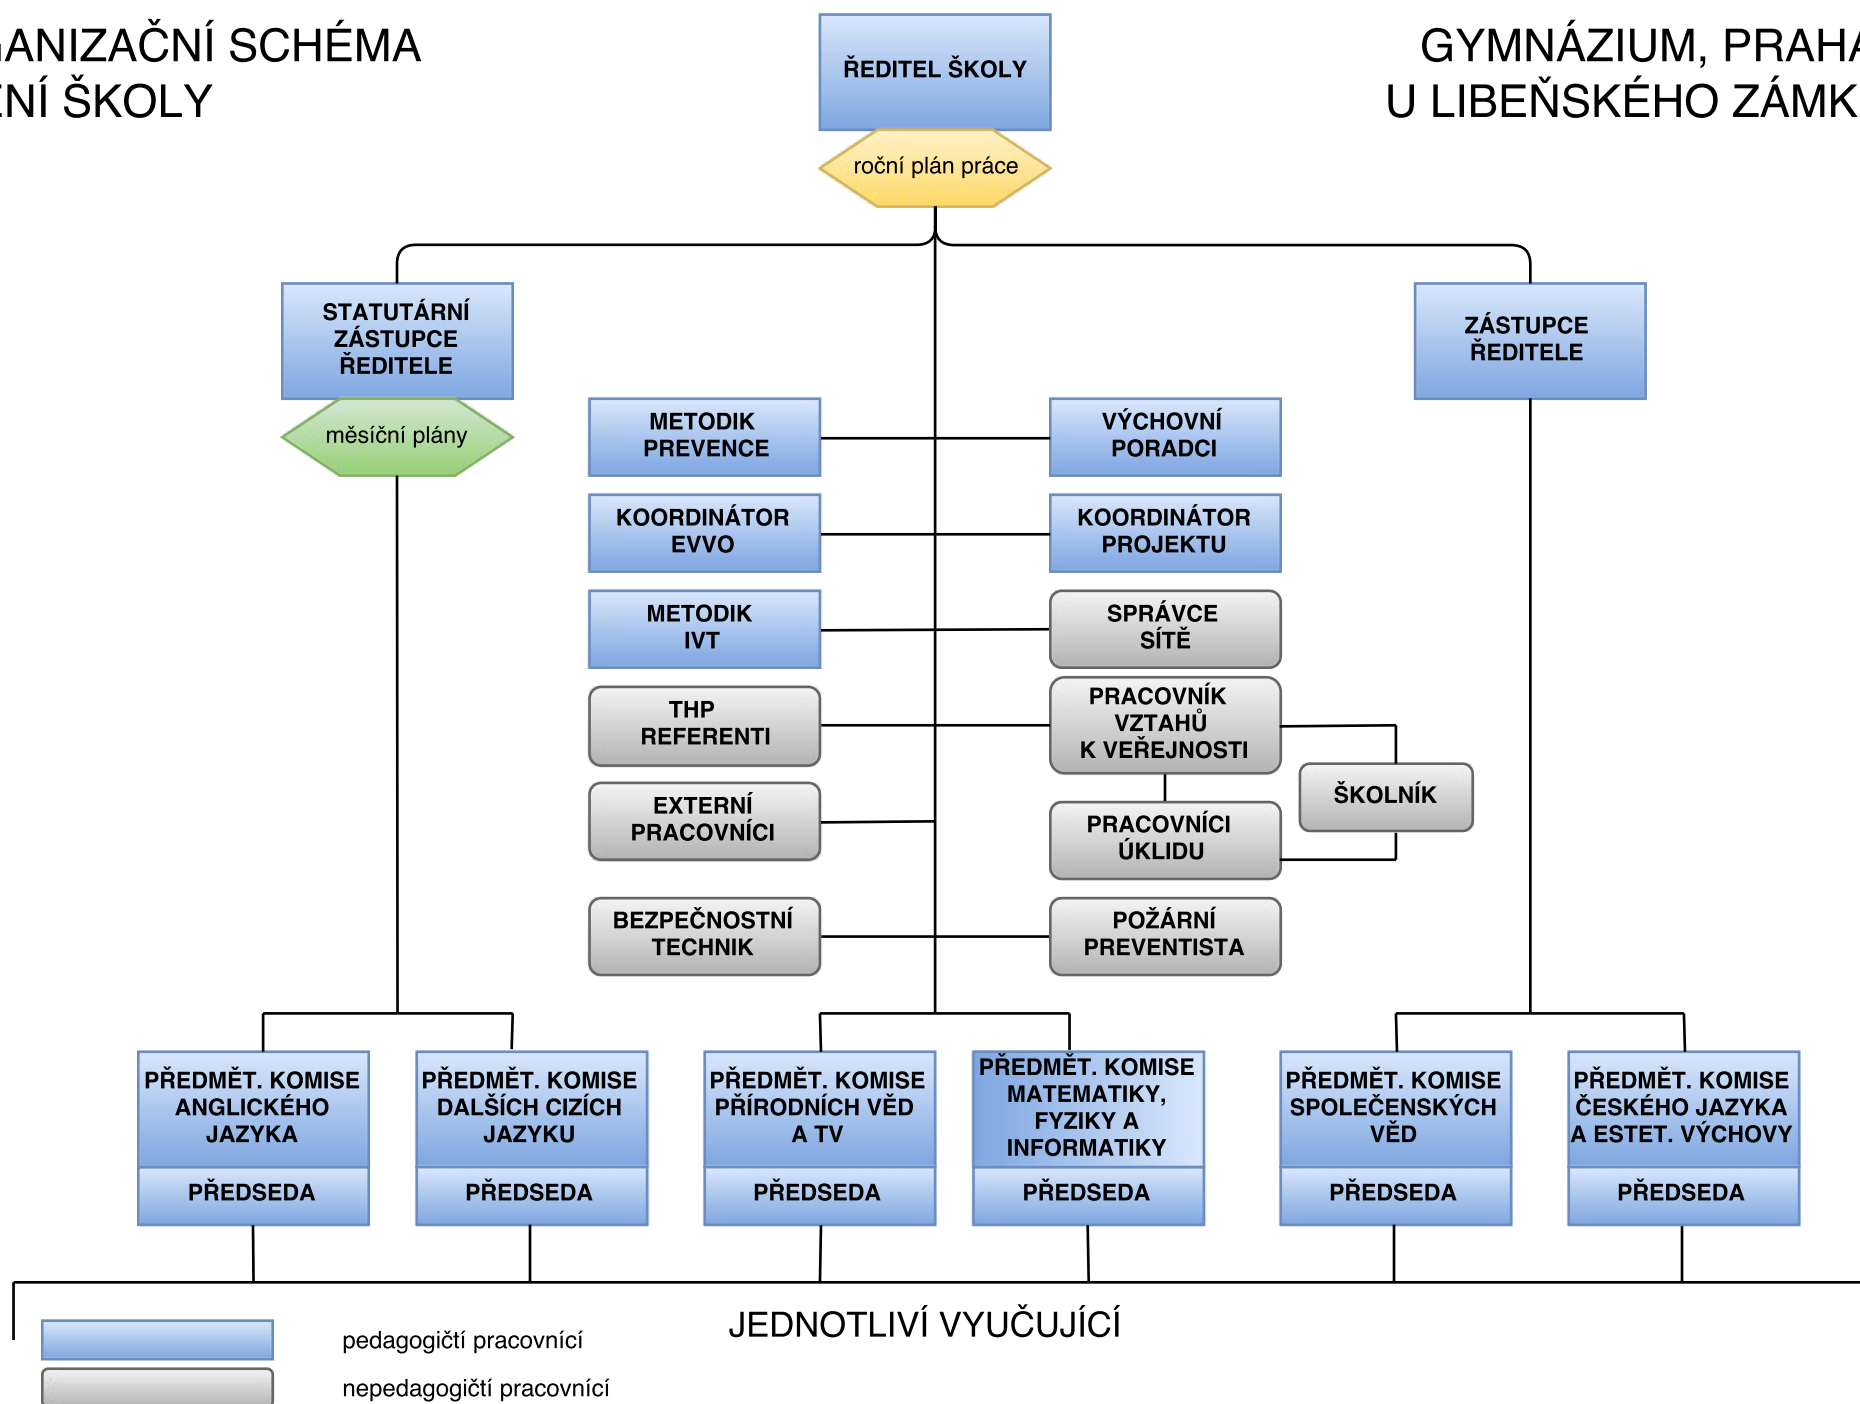 GANIZAČNÍ SCHÉMA
ENÍ ŠKOLY
GYMNÁZIUM, PRAHA
U LIBEŇSKÉHO ZÁMK
ŘEDITEL ŠKOLY
roční plán práce
STATUTÁRNÍ
ZÁSTUPCE
ŘEDITELE
měsíční plány
ZÁSTUPCE
ŘEDITELE
METODIK
PREVENCE
VÝCHOVNÍ
PORADCI
KOORDINÁTOR
EVVO
KOORDINÁTOR
PROJEKTU
METODIK
IVT
SPRÁVCE
SÍTĚ
THP
REFERENTI
PRACOVNÍK
VZTAHŮ
K VEŘEJNOSTI
ŠKOLNÍK
EXTERNÍ
PRACOVNÍCI
PRACOVNÍCI
ÚKLIDU
BEZPEČNOSTNÍ
TECHNIK
POŽÁRNÍ
PREVENTISTA
PŘEDMĚT. KOMISE
ANGLICKÉHO
JAZYKA
PŘEDSEDA
PŘEDMĚT. KOMISE
DALŠÍCH CIZÍCH
JAZYKU
PŘEDSEDA
PŘEDMĚT. KOMISE
PŘÍRODNÍCH VĚD
A TV
PŘEDSEDA
PŘEDMĚT. KOMISE
MATEMATIKY,
FYZIKY A
INFORMATIKY
PŘEDSEDA
PŘEDMĚT. KOMISE
SPOLEČENSKÝCH
VĚD
PŘEDSEDA
PŘEDMĚT. KOMISE
ČESKÉHO JAZYKA
A ESTET. VÝCHOVY
PŘEDSEDA
JEDNOTLIVÍ VYUČUJÍCÍ
pedagogičtí pracovnící
nepedagogičtí pracovnící